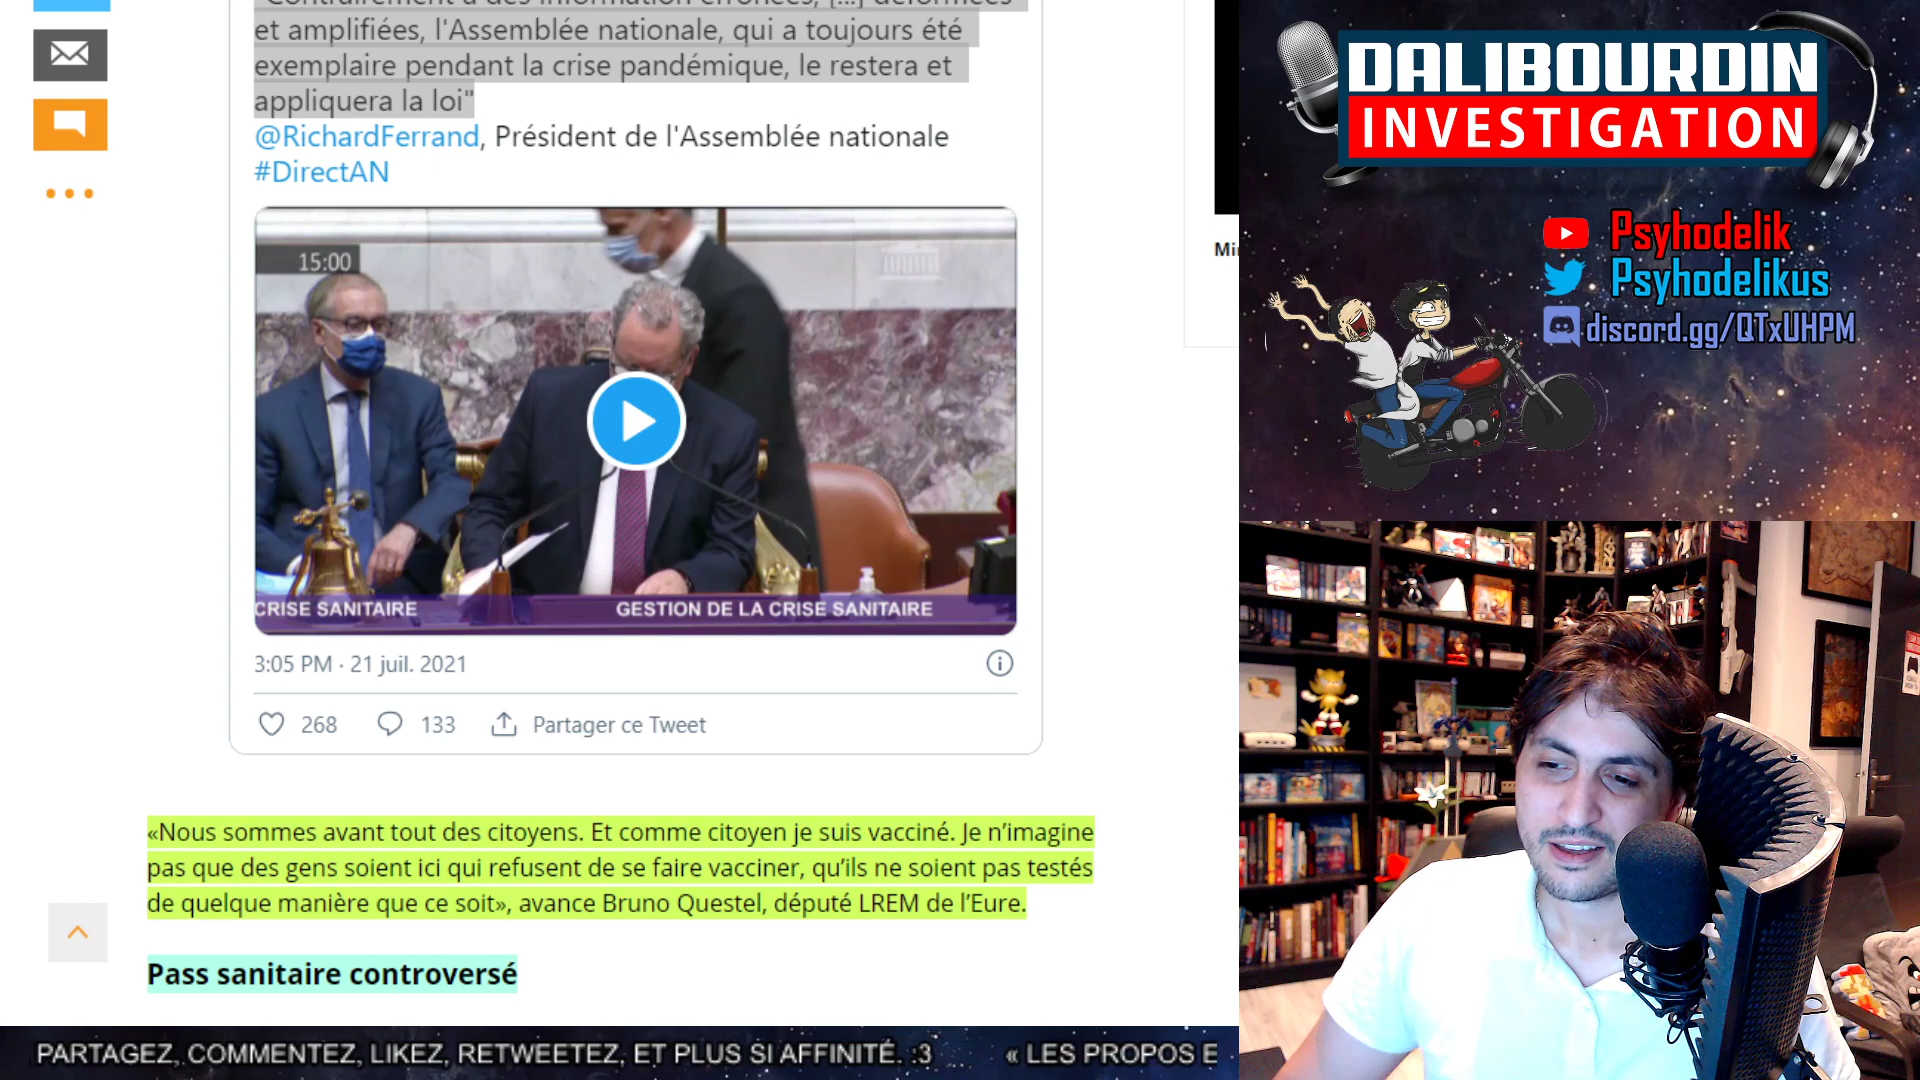 "Contrairement à des information erronées, [...] déformées
et amplifiées, l'Assemblée nationale, qui a toujours été
exemplaire pendant la crise pandémique, le restera et
appliquera la loi"
@RichardFerrand, Président de l'Assemblée nationale
#DirectAN
15:00
CRISE SANITAIRE
GESTION DE LA CRISE SANITAIRE
3:05 PM · 21 juil. 2021
268
133
Partager ce Tweet
«Nous sommes avant tout des citoyens. Et comme citoyen je suis vacciné. Je n'imagine
pas que des gens soient ici qui refusent de se faire vacciner, qu'ils ne soient pas testés
de quelque manière que ce soit», avance Bruno Questel, député LREM de l'Eure.
Pass sanitaire controversé
PARTAGEZ, COMMENTEZ, LIKEZ, RETWEETEZ, ET PLUS SI AFFINITÉ. :3
« LES PROPOS E
DALIBOURDIN
INVESTIGATION
Psyhodelik
Psyhodelikus
discord.gg/QTxUHPM